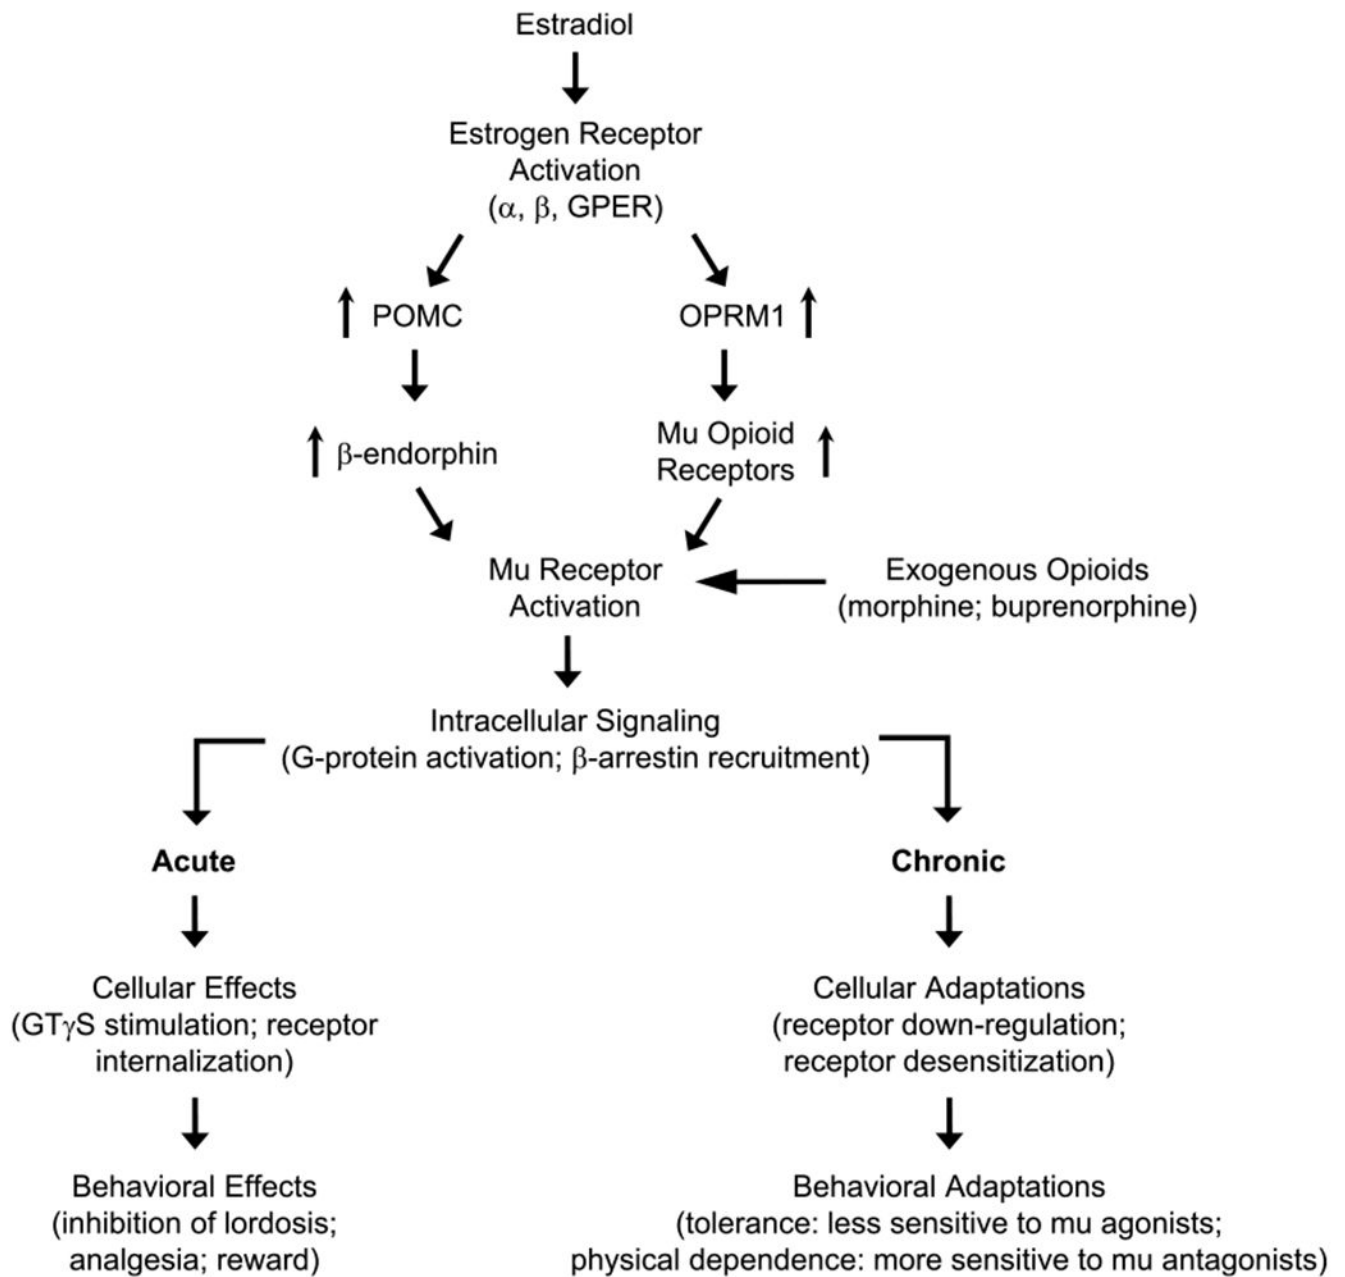 Estradiol
Estrogen Receptor
Activation
(α, β, GPER)
POMC
OPRM1
β-endorphin
Mu Opioid
Receptors
Mu Receptor
Activation
Exogenous Opioids
(morphine; buprenorphine)
Intracellular Signaling
(G-protein activation; β-arrestin recruitment)
Acute
Chronic
Cellular Effects
(GTγS stimulation; receptor
internalization)
Cellular Adaptations
(receptor down-regulation;
receptor desensitization)
Behavioral Effects
(inhibition of lordosis;
analgesia; reward)
Behavioral Adaptations
(tolerance: less sensitive to mu agonists;
physical dependence: more sensitive to mu antagonists)